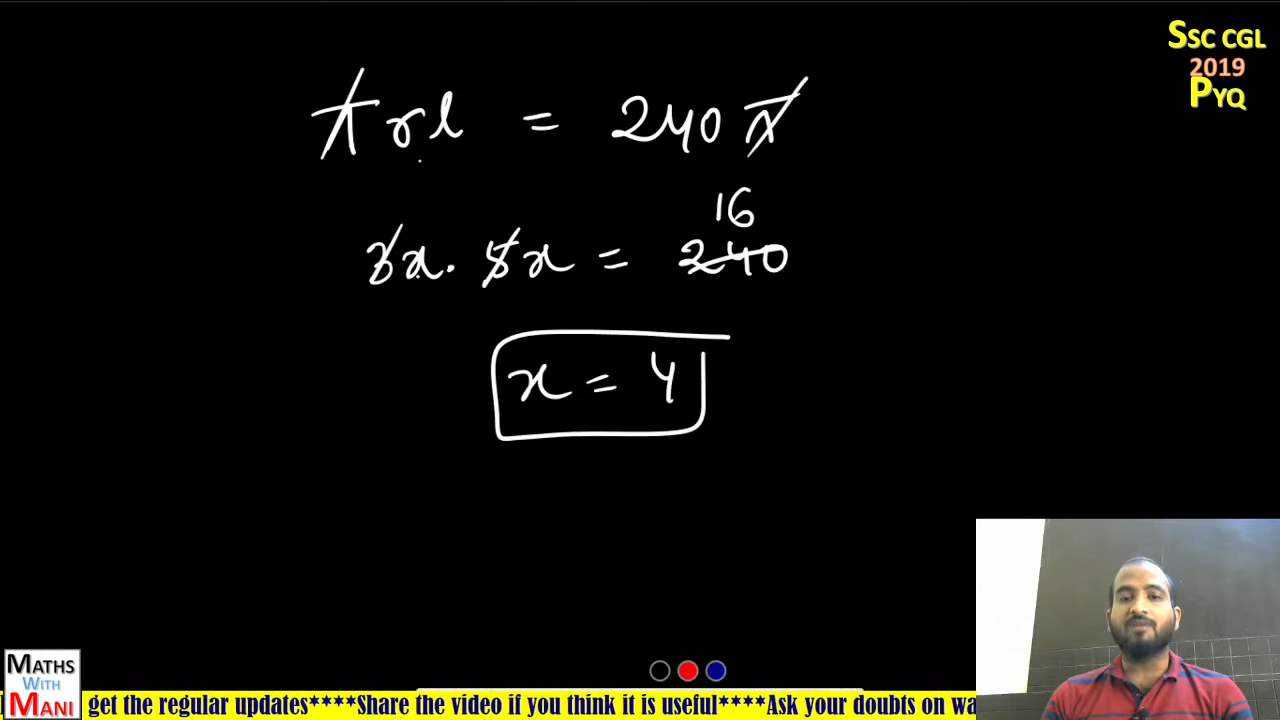 SSC CGL
2019
PYQ
πrl = 240π
16
3x. 5x = 240
x = 4
MATHS
WITH
MANI
get the regular updates****Share the video if you think it is useful****Ask your doubts on wa